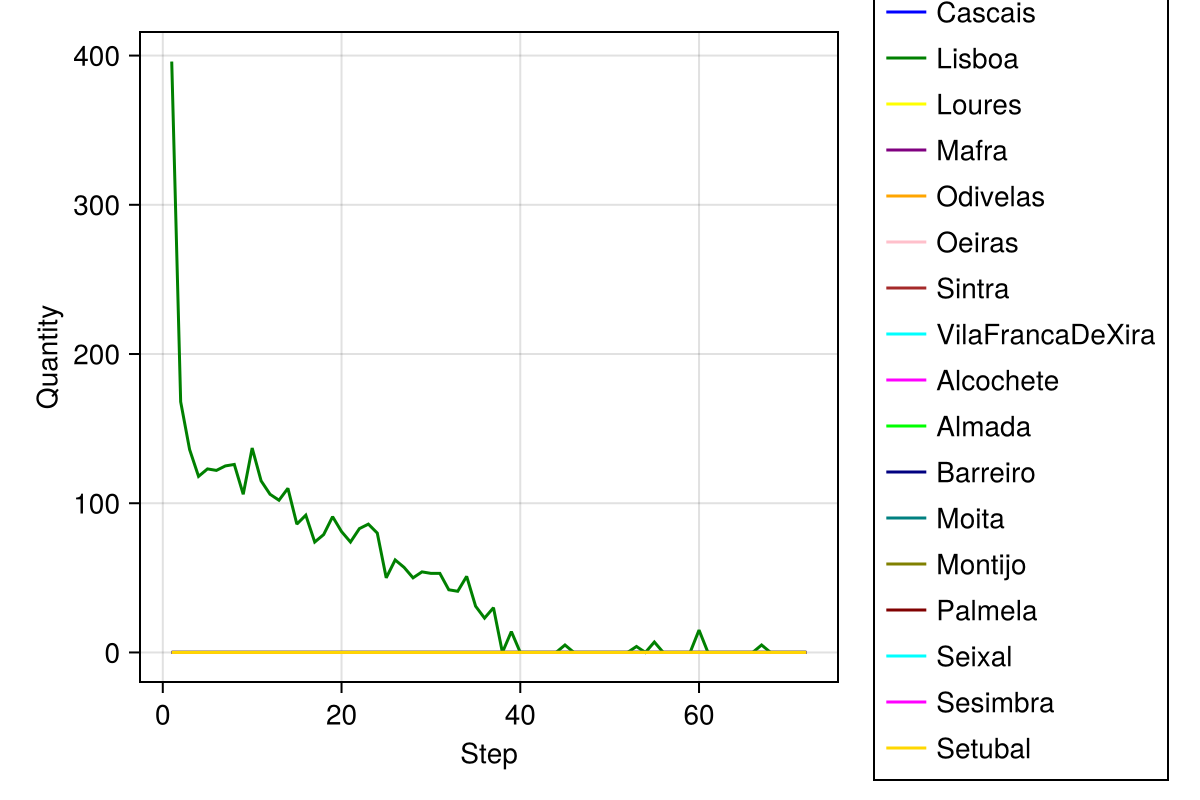 400
300
200
100
0
Quantity
0 20 40 60
Step
Cascais
Lisboa
Loures
Mafra
Odivelas
Oeiras
Sintra
VilaFrancaDeXira
Alcochete
Almada
Barreiro
Moita
Montijo
Palmela
Seixal
Sesimbra
Setubal